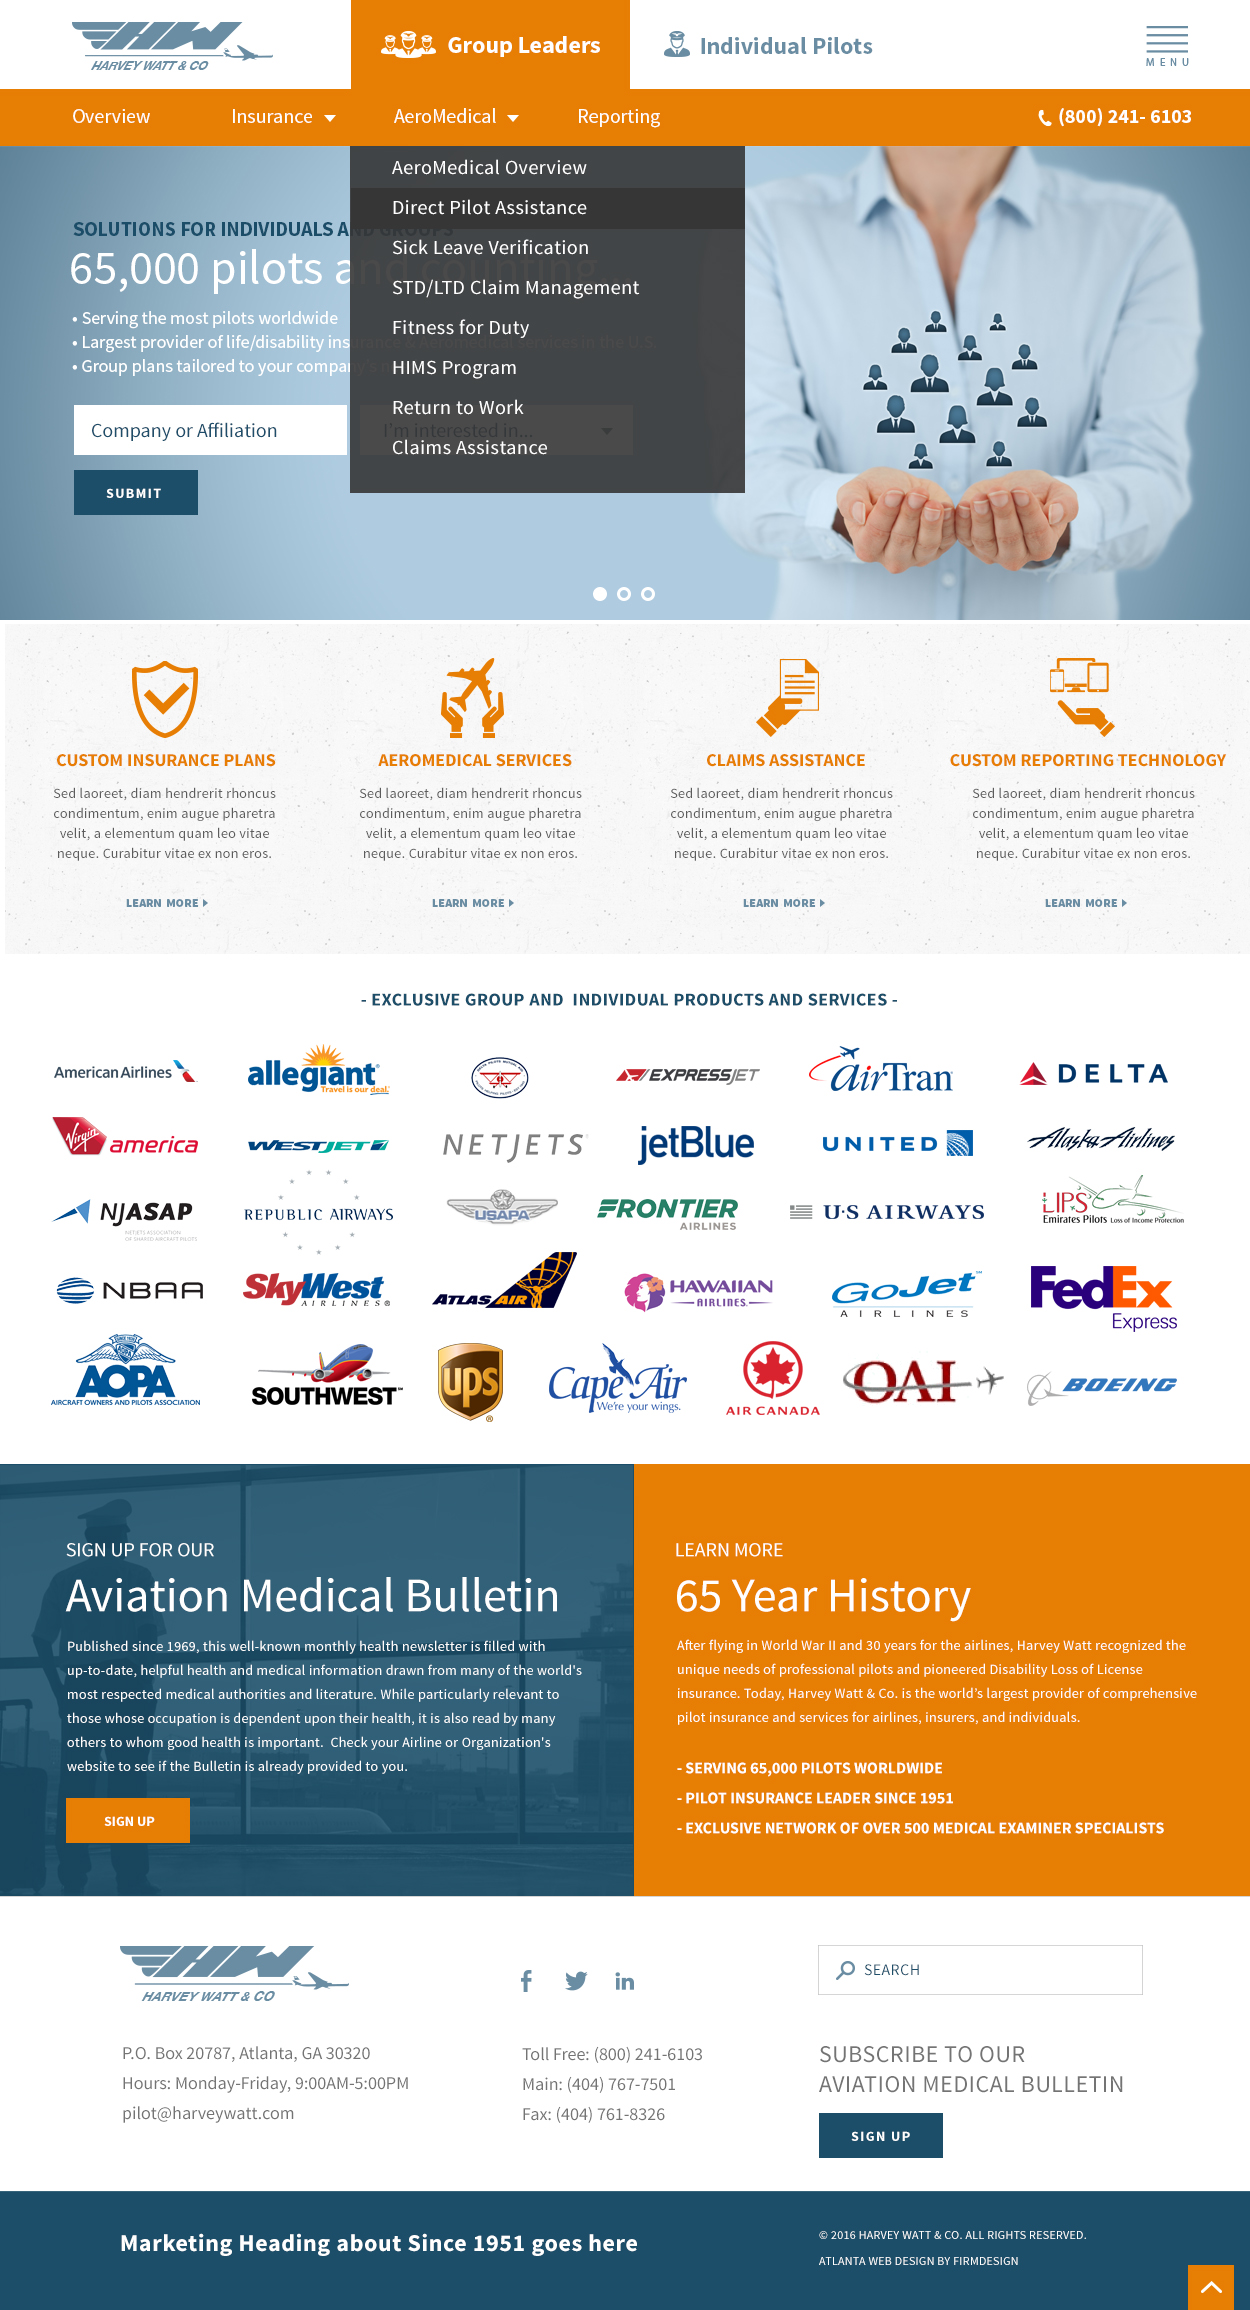 HARVEY WATT & CO
Group Leaders
Individual Pilots
MENU
Overview
Insurance
AeroMedical
Reporting
(800) 241- 6103
AeroMedical Overview
Direct Pilot Assistance
Sick Leave Verification
STD/LTD Claim Management
Fitness for Duty
HIMS Program
Return to Work
Claims Assistance
SOLUTIONS FOR INDIVIDUALS AND GROUPS
65,000 pilots and counting
• Serving the most pilots worldwide
• Largest provider of life/disability insurance & Aeromedical services in the U.S.
• Group plans tailored to your company's
Company or Affiliation
I'm interested in...
SUBMIT
CUSTOM INSURANCE PLANS
Sed laoreet, diam hendrerit rhoncus
condimentum, enim augue pharetra
velit, a elementum quam leo vitae
neque. Curabitur vitae ex non eros.
LEARN MORE
AEROMEDICAL SERVICES
Sed laoreet, diam hendrerit rhoncus
condimentum, enim augue pharetra
velit, a elementum quam leo vitae
neque. Curabitur vitae ex non eros.
LEARN MORE
CLAIMS ASSISTANCE
Sed laoreet, diam hendrerit rhoncus
condimentum, enim augue pharetra
velit, a elementum quam leo vitae
neque. Curabitur vitae ex non eros.
LEARN MORE
CUSTOM REPORTING TECHNOLOGY
Sed laoreet, diam hendrerit rhoncus
condimentum, enim augue pharetra
velit, a elementum quam leo vitae
neque. Curabitur vitae ex non eros.
LEARN MORE
- EXCLUSIVE GROUP AND  INDIVIDUAL PRODUCTS AND SERVICES -
American Airlines
allegiant
Travel is our deal.
EXPRESSJET
airTran
DELTA
Virgin america
WESTJET
NETJETS
jetBlue
UNITED
Alaska Airlines
NJASAP
NETJETS ASSOCIATION
OF SHARED AIRCRAFT PILOTS
REPUBLIC AIRWAYS
USAPA
FRONTIER
AIRLINES
U·S AIRWAYS
LIPS
Emirates Pilots Loss of Income Protection
NBAA
SkyWest
AIRLINES®
ATLAS AIR
HAWAIIAN
AIRLINES
GoJet™
AIRLINES
FedEx
Express
AOPA
AIRCRAFT OWNERS AND PILOTS ASSOCIATION
SOUTHWEST™
ups®
Cape Air
We're your wings.
AIR CANADA
OAI
BOEING
SIGN UP FOR OUR
Aviation Medical Bulletin
Published since 1969, this well-known monthly health newsletter is filled with
up-to-date, helpful health and medical information drawn from many of the world's
most respected medical authorities and literature. While particularly relevant to
those whose occupation is dependent upon their health, it is also read by many
others to whom good health is important.  Check your Airline or Organization's
website to see if the Bulletin is already provided to you.
SIGN UP
LEARN MORE
65 Year History
After flying in World War II and 30 years for the airlines, Harvey Watt recognized the
unique needs of professional pilots and pioneered Disability Loss of License
insurance. Today, Harvey Watt & Co. is the world's largest provider of comprehensive
pilot insurance and services for airlines, insurers, and individuals.
- SERVING 65,000 PILOTS WORLDWIDE
- PILOT INSURANCE LEADER SINCE 1951
- EXCLUSIVE NETWORK OF OVER 500 MEDICAL EXAMINER SPECIALISTS
HARVEY WATT & CO
P.O. Box 20787, Atlanta, GA 30320
Hours: Monday-Friday, 9:00AM-5:00PM
pilot@harveywatt.com
f
in
Toll Free: (800) 241-6103
Main: (404) 767-7501
Fax: (404) 761-8326
SEARCH
SUBSCRIBE TO OUR
AVIATION MEDICAL BULLETIN
SIGN UP
Marketing Heading about Since 1951 goes here
© 2016 HARVEY WATT & CO. ALL RIGHTS RESERVED.
ATLANTA WEB DESIGN BY FIRMDESIGN